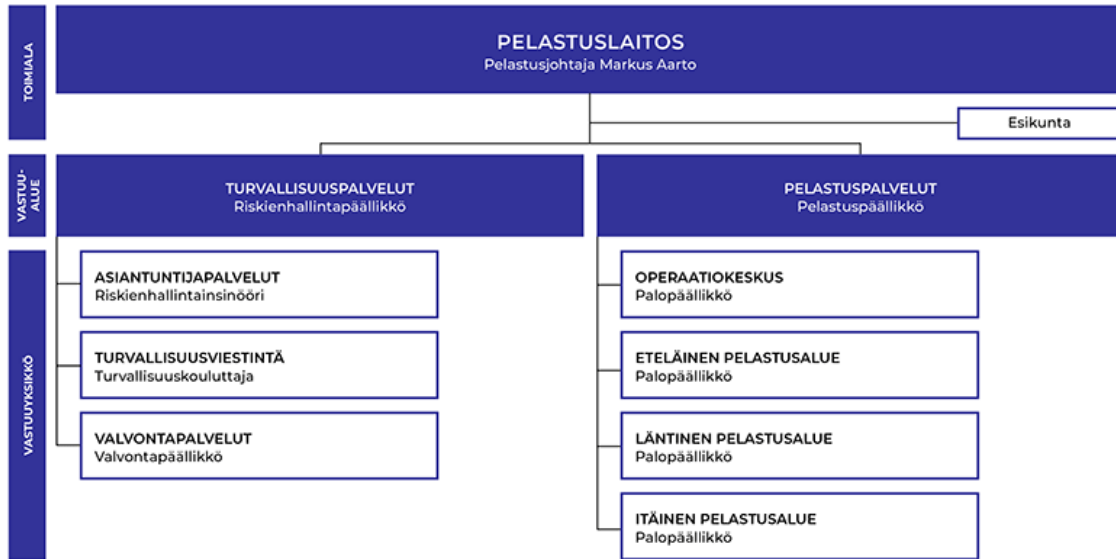 TOIMIALA
PELASTUSLAITOS
Pelastusjohtaja Markus Aarto
Esikunta
VASTUU-
ALUE
TURVALLISUUSPALVELUT
Riskienhallintapäällikkö
PELASTUSPALVELUT
Pelastuspäällikkö
VASTUUYKSIKKÖ
ASIANTUNTIJAPALVELUT
Riskienhallintainsinööri
TURVALLISUUSVIESTINTÄ
Turvallisuuskouluttaja
VALVONTAPALVELUT
Valvontapäällikkö
OPERAATIOKESKUS
Palopäällikkö
ETELÄINEN PELASTUSALUE
Palopäällikkö
LÄNTINEN PELASTUSALUE
Palopäällikkö
ITÄINEN PELASTUSALUE
Palopäällikkö